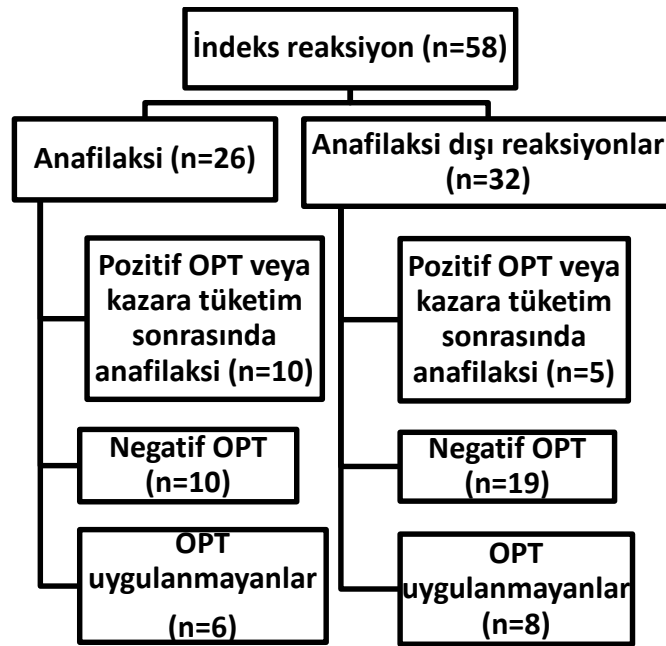 İndeks reaksiyon (n=58)
Anafilaksi (n=26)
Anafilaksi dışı reaksiyonlar
(n=32)
Pozitif OPT veya
kazara tüketim
sonrasında
anafilaksi (n=10)
Negatif OPT
(n=10)
OPT
uygulanmayanlar
(n=6)
Pozitif OPT veya
kazara tüketim
sonrasında
anafilaksi (n=5)
Negatif OPT
(n=19)
OPT
uygulanmayanlar
(n=8)